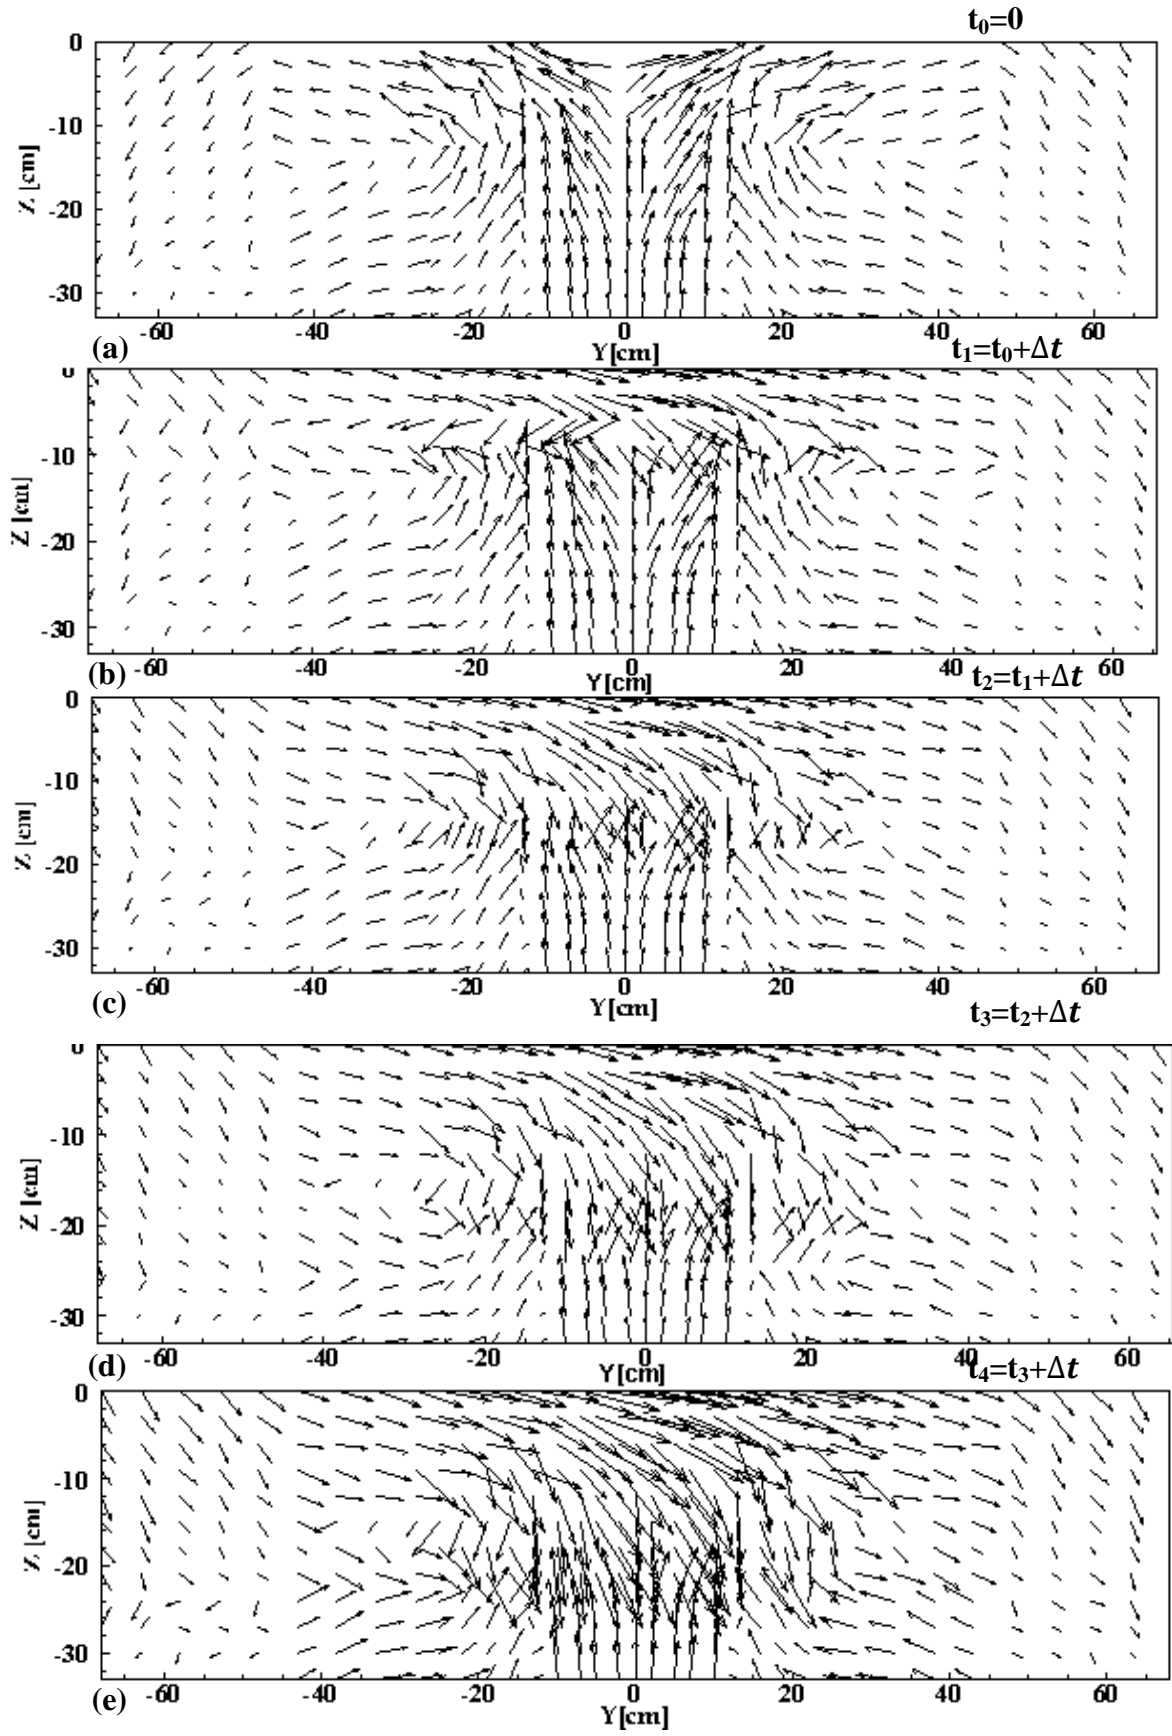 t₀=0
0
-10
-20
-30
Z [cm]
-60 -40 -20 0 20 40 60
(a) Y[cm] t₁=t₀+Δt
0
-10
-20
-30
Z [cm]
-60 -40 -20 0 20 40 60
(b) Y[cm] t₂=t₁+Δt
0
-10
-20
-30
Z [cm]
-60 -40 -20 0 20 40 60
(c) Y[cm] t₃=t₂+Δt
0
-10
-20
-30
Z [cm]
-60 -40 -20 0 20 40 60
(d) Y[cm] t₄=t₃+Δt
0
-10
-20
-30
Z [cm]
-60 -40 -20 0 20 40 60
(e) Y[cm]